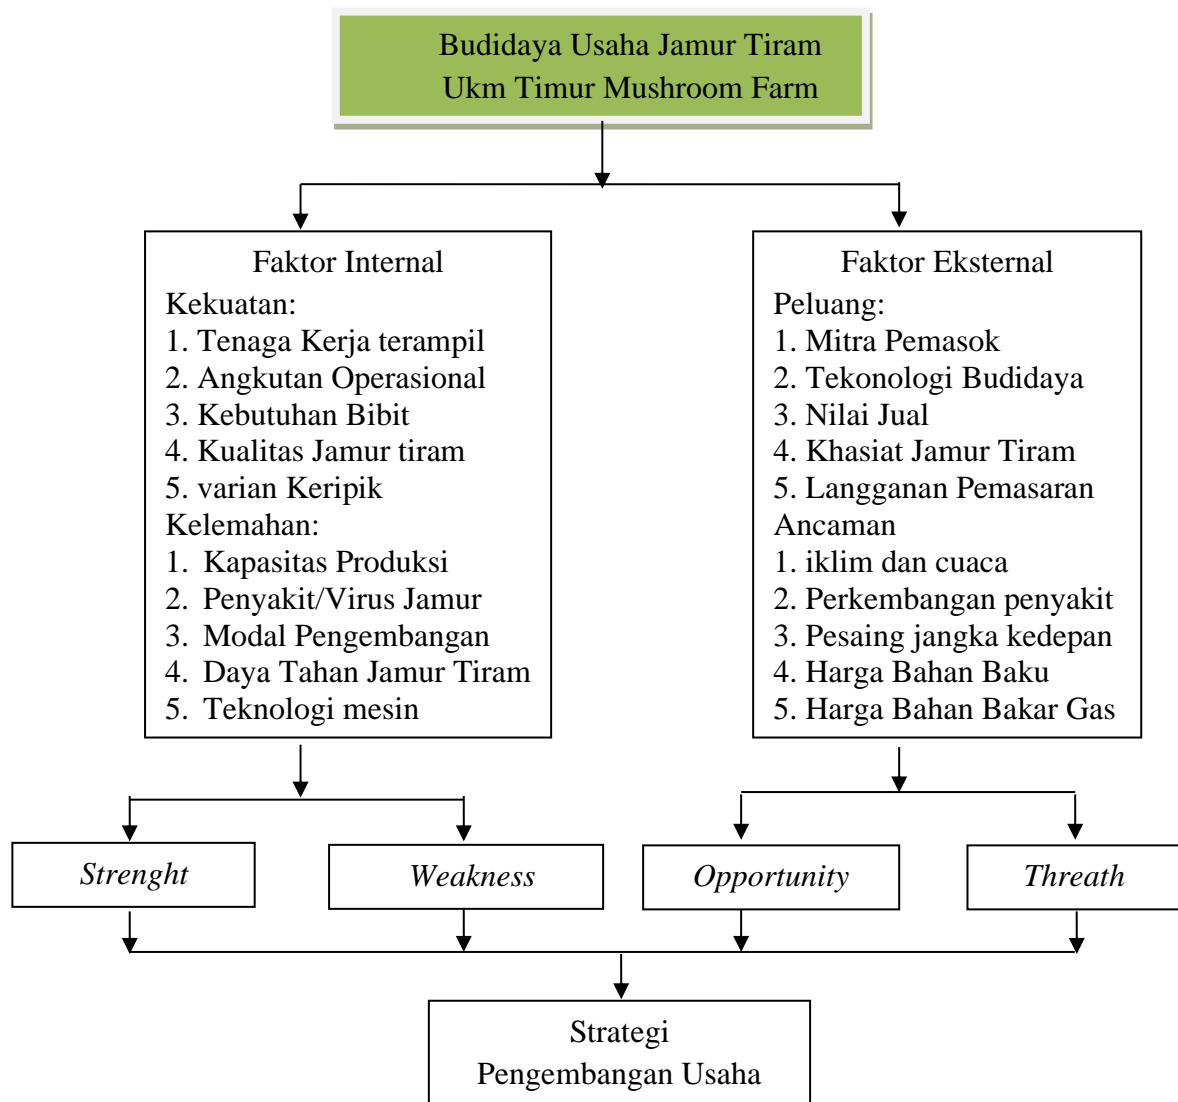 Budidaya Usaha Jamur Tiram
Ukm Timur Mushroom Farm
Faktor Internal
Kekuatan:
1. Tenaga Kerja terampil
2. Angkutan Operasional
3. Kebutuhan Bibit
4. Kualitas Jamur tiram
5. varian Keripik
Kelemahan:
1. Kapasitas Produksi
2. Penyakit/Virus Jamur
3. Modal Pengembangan
4. Daya Tahan Jamur Tiram
5. Teknologi mesin
Faktor Eksternal
Peluang:
1. Mitra Pemasok
2. Tekonologi Budidaya
3. Nilai Jual
4. Khasiat Jamur Tiram
5. Langganan Pemasaran
Ancaman
1. iklim dan cuaca
2. Perkembangan penyakit
3. Pesaing jangka kedepan
4. Harga Bahan Baku
5. Harga Bahan Bakar Gas
Strenght
Weakness
Opportunity
Threath
Strategi
Pengembangan Usaha